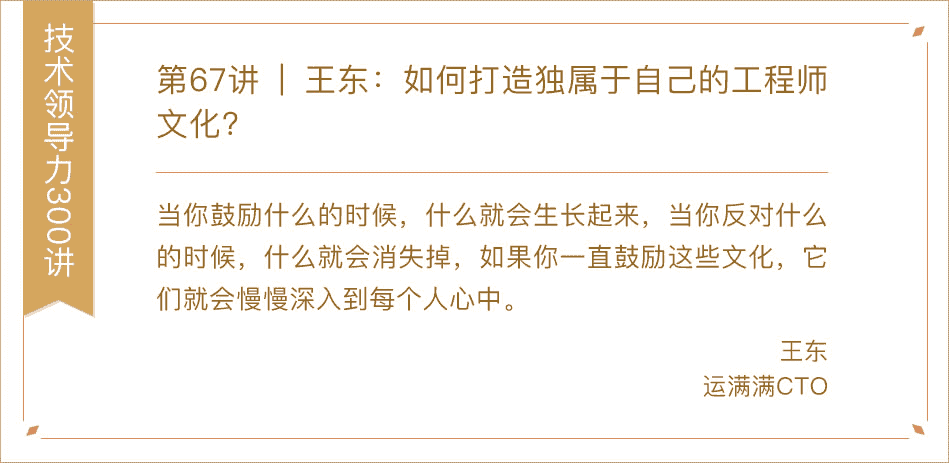 技术领导力300讲
第67讲 | 王东：如何打造独属于自己的工程师
文化？
当你鼓励什么的时候，什么就会生长起来，当你反对什么
的时候，什么就会消失掉，如果你一直鼓励这些文化，它
们就会慢慢深入到每个人心中。
王东
运满满CTO